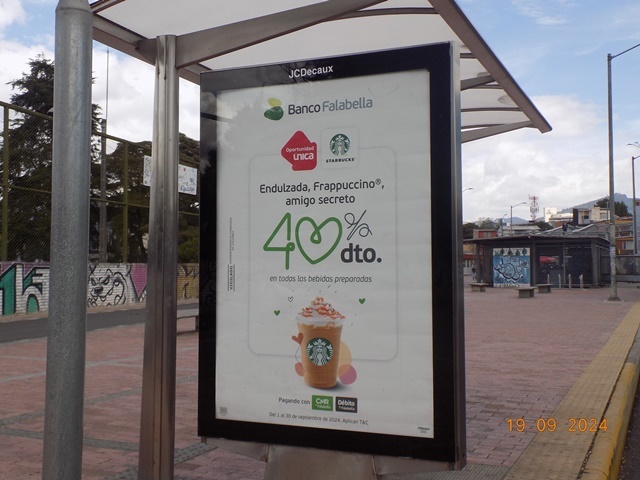 JCDecaux
Banco Falabella
Oportunidad
única
STARBUCKS
Endulzada, Frappuccino®,
amigo secreto
40%
dto.
en todas las bebidas preparadas
Pagando con CMR Débito
Del 1 al 30 de septiembre de 2024. Aplican T&C
15
19 09 2024